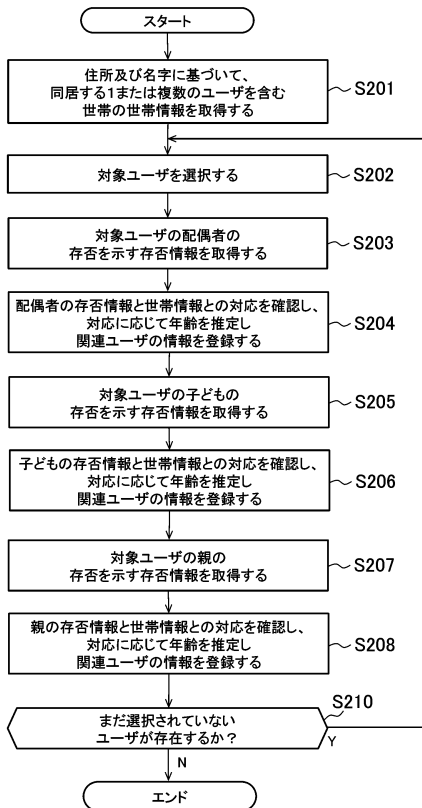 スタート
住所及び名字に基づいて、
同居する1または複数のユーザを含む
世帯の世帯情報を取得する
S201
対象ユーザを選択する
S202
対象ユーザの配偶者の
存否を示す存否情報を取得する
S203
配偶者の存否情報と世帯情報との対応を確認し、
対応に応じて年齢を推定し
関連ユーザの情報を登録する
S204
対象ユーザの子どもの
存否を示す存否情報を取得する
S205
子どもの存否情報と世帯情報との対応を確認し、
対応に応じて年齢を推定し
関連ユーザの情報を登録する
S206
対象ユーザの親の
存否を示す存否情報を取得する
S207
親の存否情報と世帯情報との対応を確認し、
対応に応じて年齢を推定し
関連ユーザの情報を登録する
S208
S210
まだ選択されていない
ユーザが存在するか？
Y
N
エンド